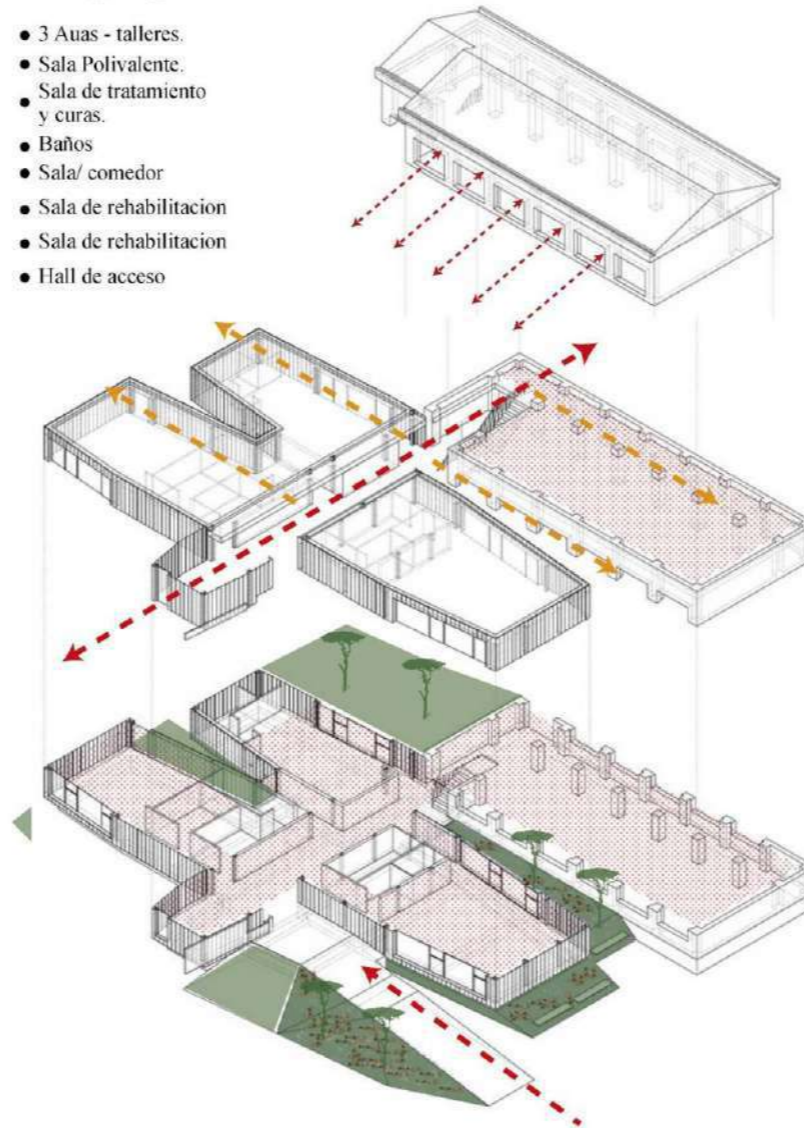 • 3 Auas - talleres.
• Sala Polivalente.
• Sala de tratamiento
y curas.
• Baños
• Sala/ comedor
• Sala de rehabilitacion
• Sala de rehabilitacion
• Hall de acceso